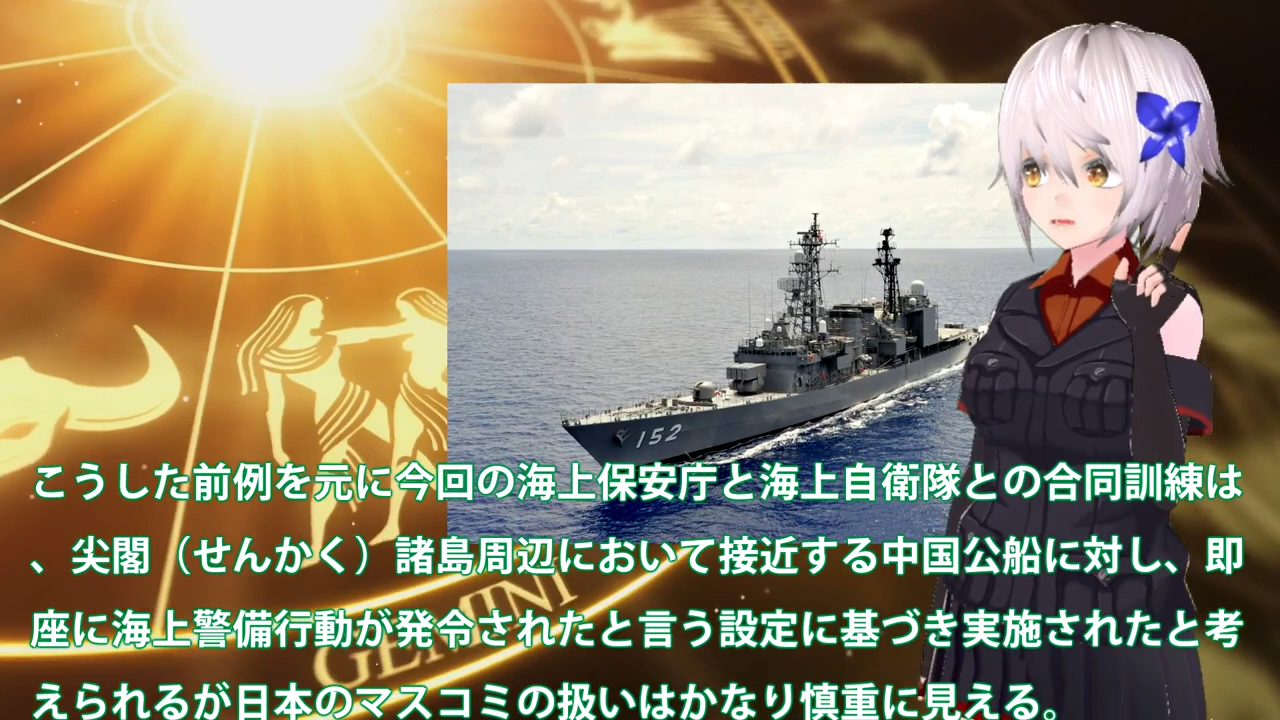 152
こうした前例を元に今回の海上保安庁と海上自衛隊との合同訓練は
、尖閣（せんかく）諸島周辺において接近する中国公船に対し、即
座に海上警備行動が発令されたと言う設定に基づき実施されたと考
えられるが日本のマスコミの扱いはかなり慎重に見える。
GEMINI